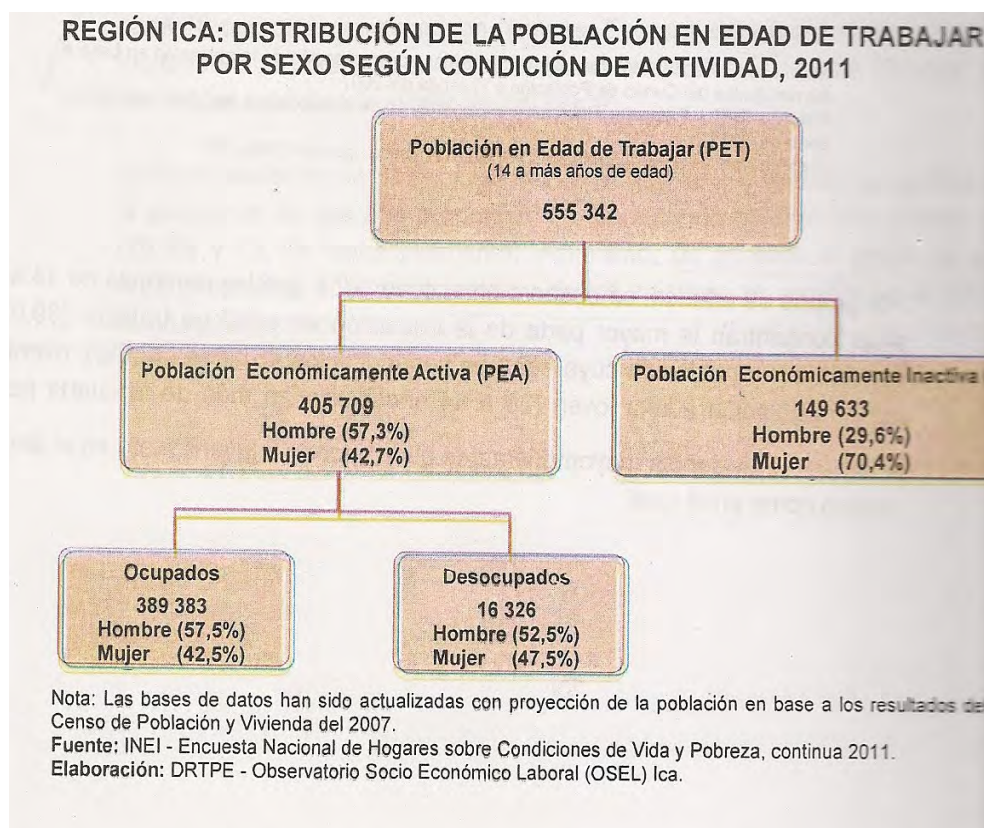 REGIÓN ICA: DISTRIBUCIÓN DE LA POBLACIÓN EN EDAD DE TRABAJAR
POR SEXO SEGÚN CONDICIÓN DE ACTIVIDAD, 2011
Población en Edad de Trabajar (PET)
(14 a más años de edad)
555 342
Población Económicamente Activa (PEA)
405 709
Hombre (57,3%)
Mujer (42,7%)
Población Económicamente Inactiva
149 633
Hombre (29,6%)
Mujer (70,4%)
Ocupados
389 383
Hombre (57,5%)
Mujer (42,5%)
Desocupados
16 326
Hombre (52,5%)
Mujer (47,5%)
Nota: Las bases de datos han sido actualizadas con proyección de la población en base a los resultados del
Censo de Población y Vivienda del 2007.
Fuente: INEI - Encuesta Nacional de Hogares sobre Condiciones de Vida y Pobreza, continua 2011.
Elaboración: DRTPE - Observatorio Socio Económico Laboral (OSEL) Ica.